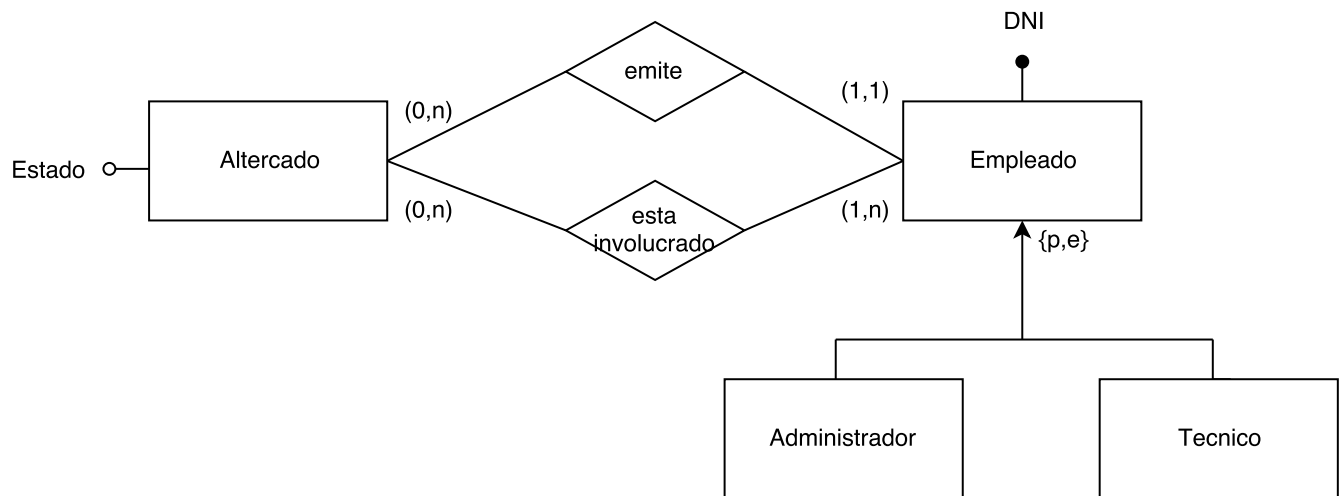 DNI
emite
(0,n)
(1,1)
Estado
Altercado
Empleado
(0,n)
esta
involucrado
(1,n)
{p,e}
Administrador
Tecnico